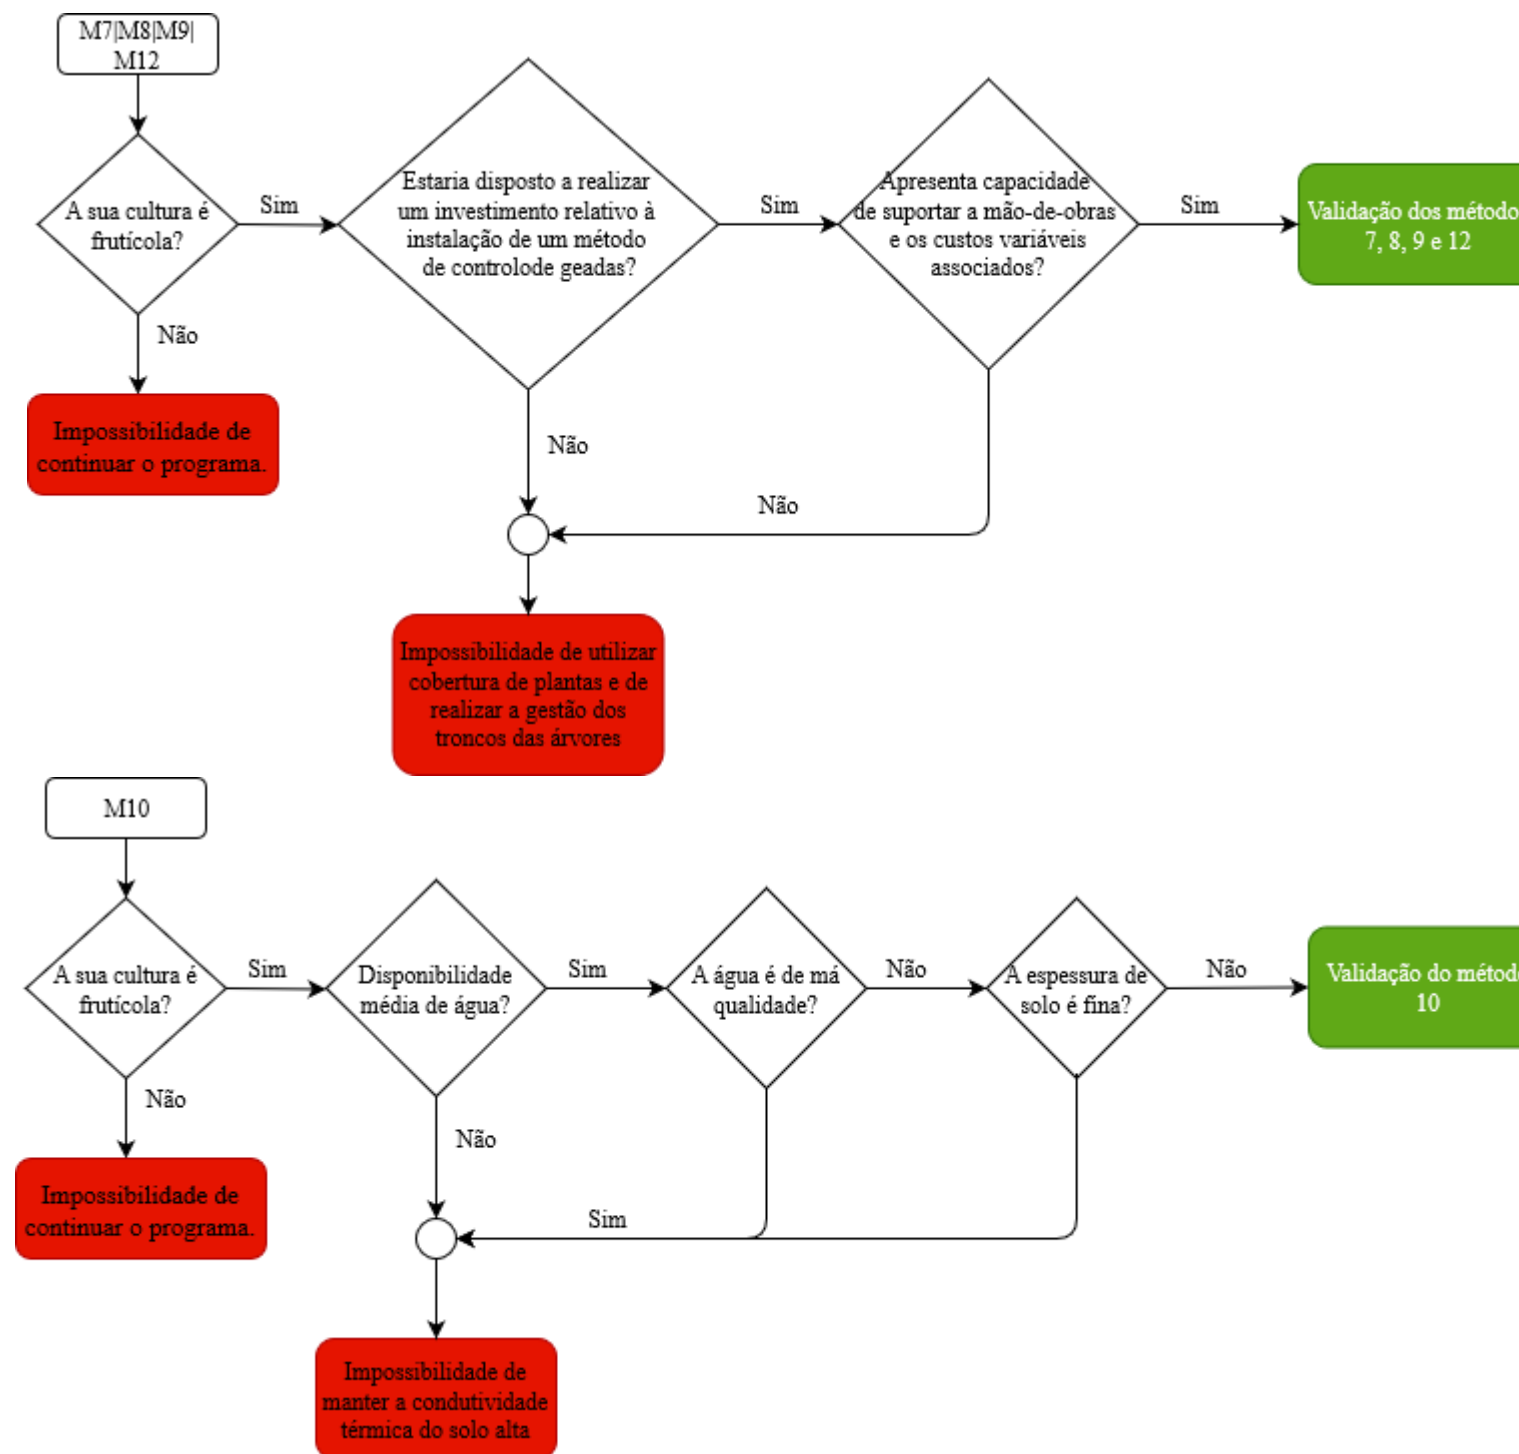 M7|M8|M9|
M12
A sua cultura é
frutícola?
Sim
Não
Impossibilidade de
continuar o programa.
Estaria disposto a realizar
um investimento relativo à
instalação de um método
de controlode geadas?
Sim
Não
Apresenta capacidade
de suportar a mão-de-obras
e os custos variáveis
associados?
Sim
Não
Validação dos método
7, 8, 9 e 12
Impossibilidade de utilizar
cobertura de plantas e de
realizar a gestão dos
troncos das árvores
M10
A sua cultura é
frutícola?
Sim
Não
Impossibilidade de
continuar o programa.
Disponibilidade
média de água?
Sim
Não
A água é de má
qualidade?
Não
Sim
A espessura de
solo é fina?
Não
Validação do método
10
Impossibilidade de
manter a condutividade
térmica do solo alta